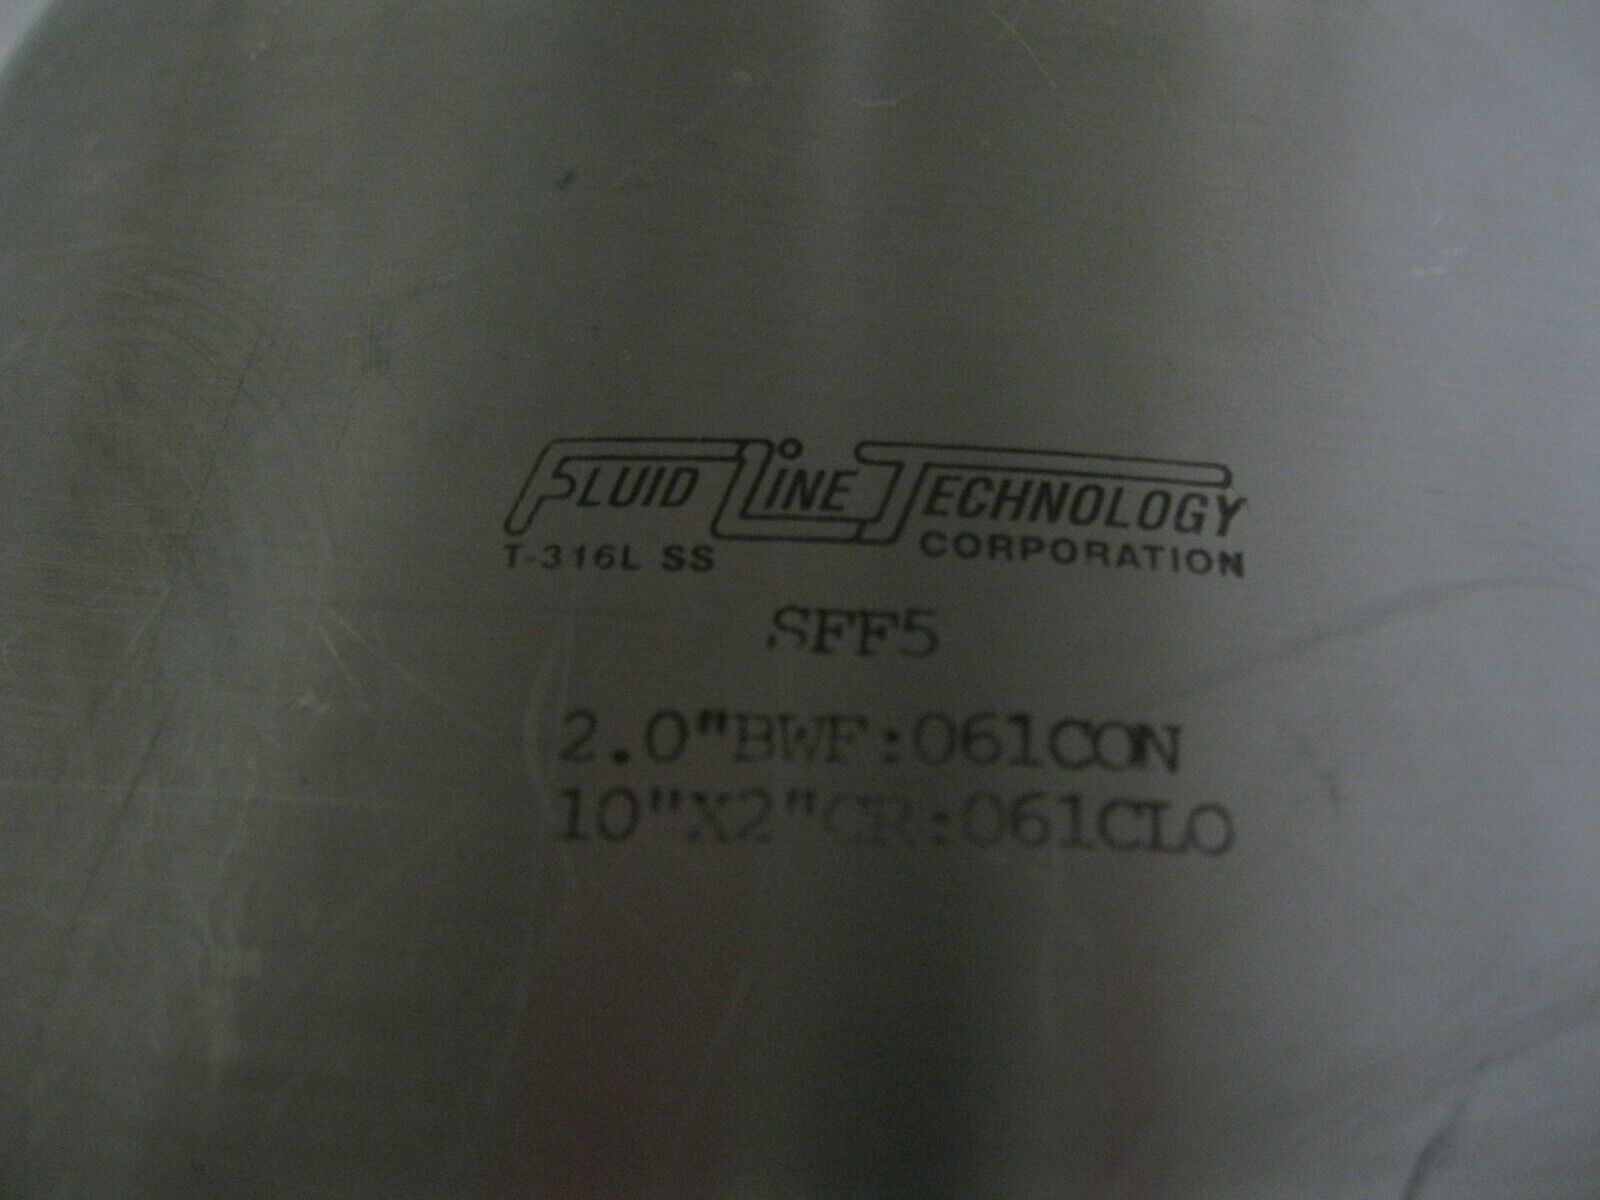 FLUID LINE TECHNOLOGY
T-316L SS CORPORATION
SFF5
2.0"BWF:061CON
10"X2"CR:061CLO